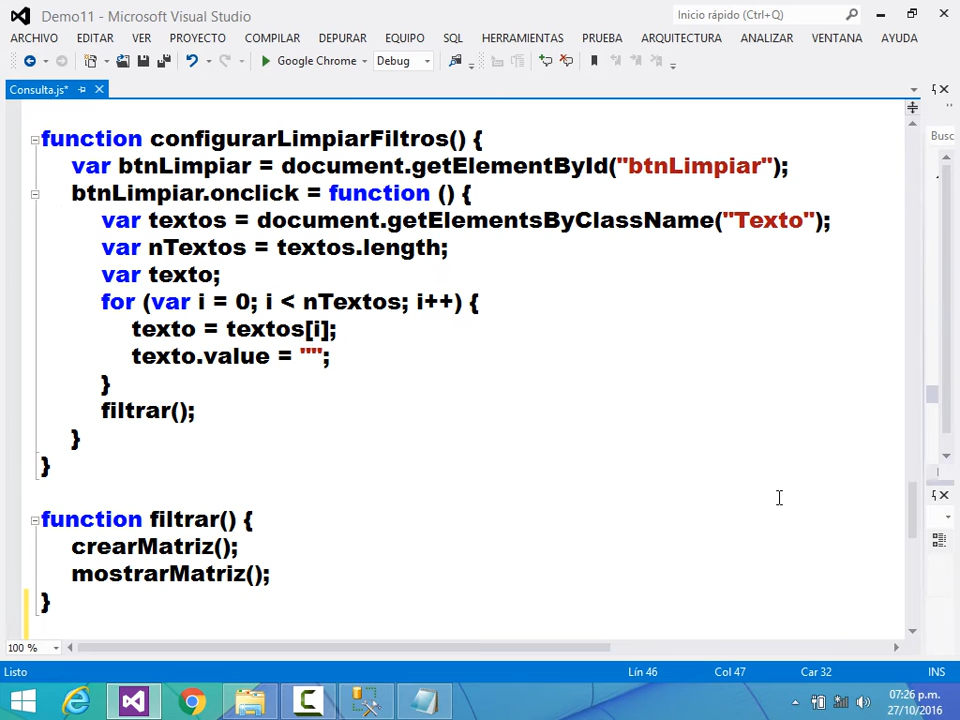 Demo11 - Microsoft Visual Studio
Inicio rápido (Ctrl+Q)
ARCHIVO EDITAR VER PROYECTO COMPILAR DEPURAR EQUIPO SQL HERRAMIENTAS PRUEBA ARQUITECTURA ANALIZAR VENTANA AYUDA
Google Chrome Debug
Consulta.js*
Busc
function configurarLimpiarFiltros() {
var btnLimpiar = document.getElementById("btnLimpiar");
btnLimpiar.onclick = function () {
var textos = document.getElementsByClassName("Texto");
var nTextos = textos.length;
var texto;
for (var i = 0; i < nTextos; i++) {
texto = textos[i];
texto.value = "";
}
filtrar();
}
}
function filtrar() {
crearMatriz();
mostrarMatriz();
}
100 %
Listo Lín 46 Col 47 Car 32 INS
07:26 p.m.
27/10/2016